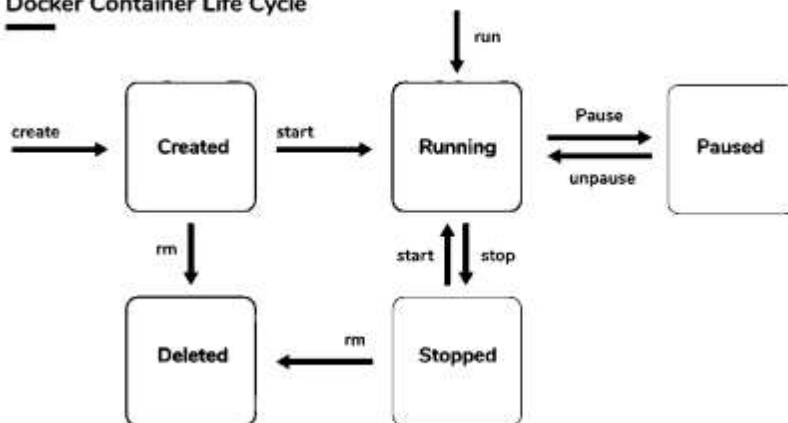 Docker Container Life Cycle
run
create
Created
start
Running
Pause
unpause
Paused
rm
start
stop
Deleted
rm
Stopped